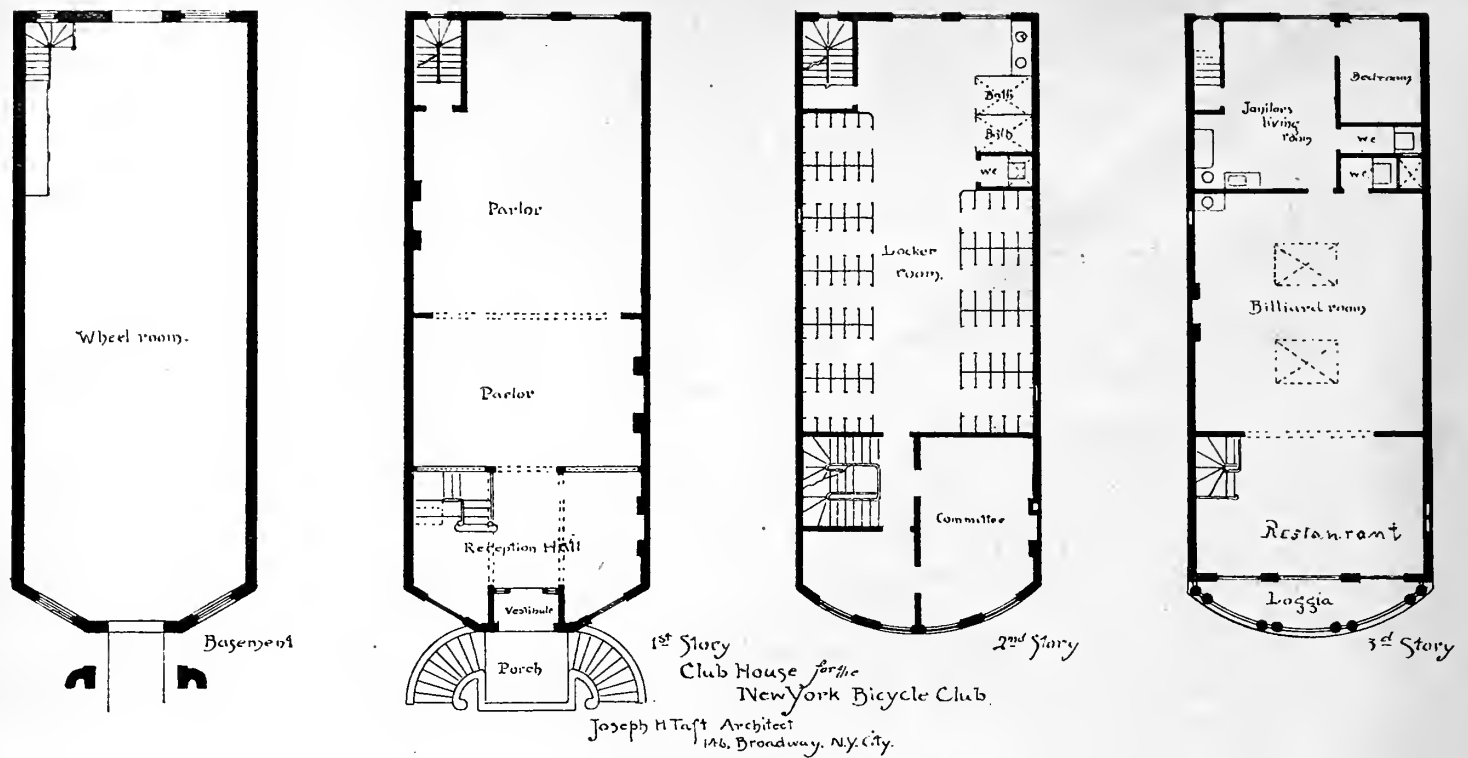 Wheel room.
Basement
Parlor
Parlor
Reception Hall
Vestibule
Porch
1st Story
Bath
Bath
wc
Locker
room.
Committee
2nd Story
Bedroom
Janitors
living
room
wc
wc
Billiard room
Restaurant
Loggia
3d Story
Club House for the
New York Bicycle Club.
Joseph H Taft Architect
146, Broadway. N.Y. City.